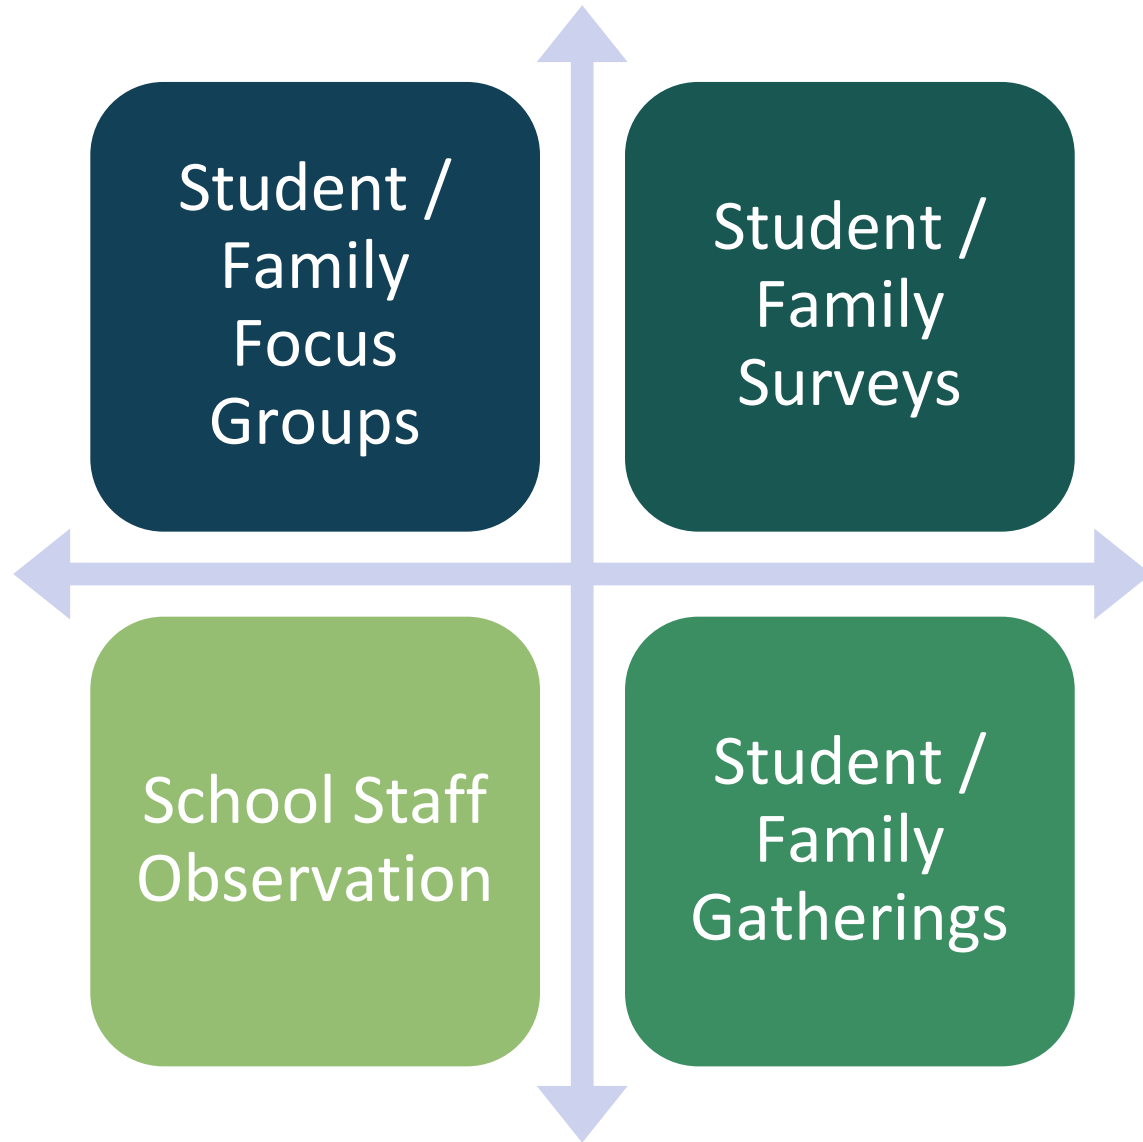 Student /
Family
Focus
Groups
Student /
Family
Surveys
School Staff
Observation
Student /
Family
Gatherings